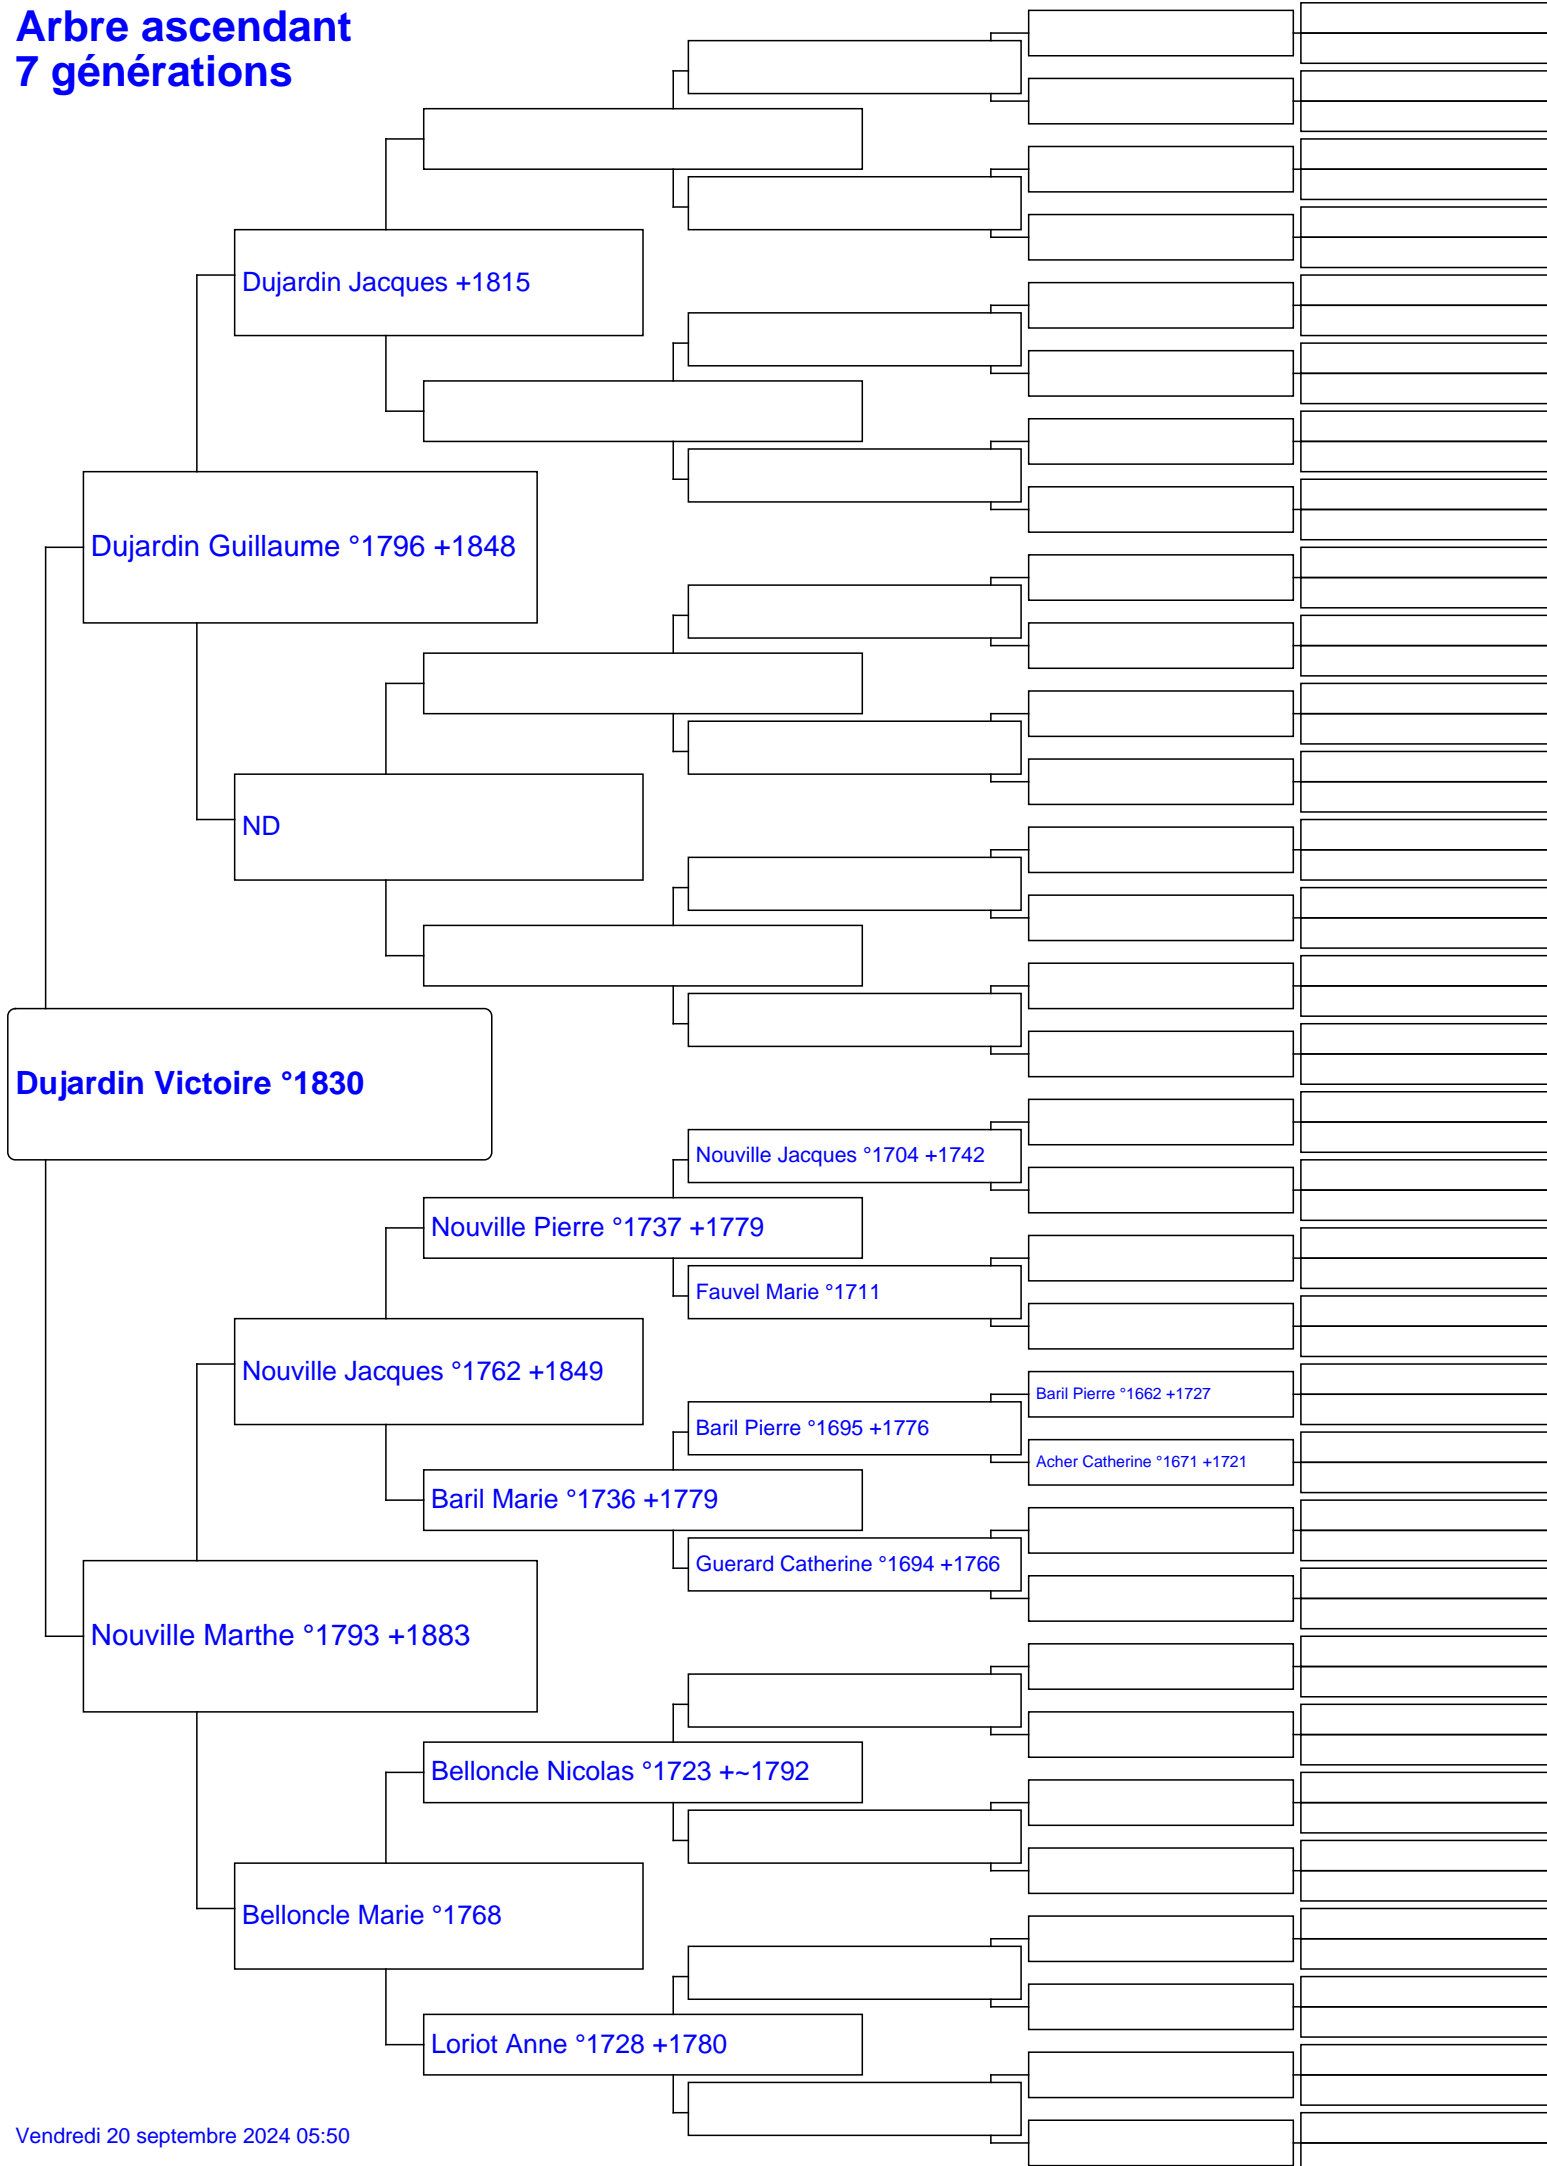 Arbre ascendant
7 générations
Dujardin Jacques +1815
Dujardin Guillaume °1796 +1848
ND
Dujardin Victoire °1830
Nouville Jacques °1704 +1742
Nouville Pierre °1737 +1779
Fauvel Marie °1711
Nouville Jacques °1762 +1849
Baril Pierre °1662 +1727
Baril Pierre °1695 +1776
Acher Catherine °1671 +1721
Baril Marie °1736 +1779
Guerard Catherine °1694 +1766
Nouville Marthe °1793 +1883
Belloncle Nicolas °1723 +~1792
Belloncle Marie °1768
Loriot Anne °1728 +1780
Vendredi 20 septembre 2024 05:50